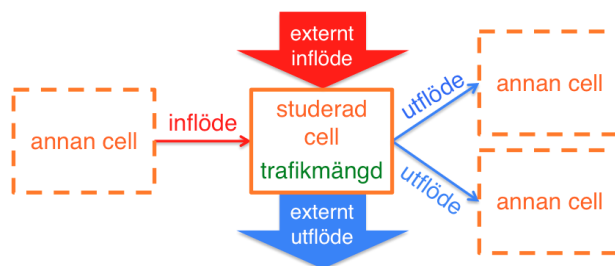 externt
inflöde
annan cell
inflöde
studerad
cell
trafikmängd
utflöde
annan cell
utflöde
annan cell
externt
utflöde